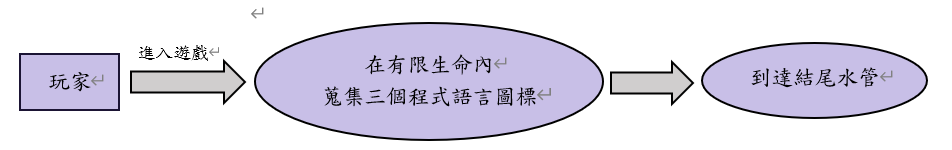 玩家
進入遊戲
在有限生命內
蒐集三個程式語言圖標
到達結尾水管